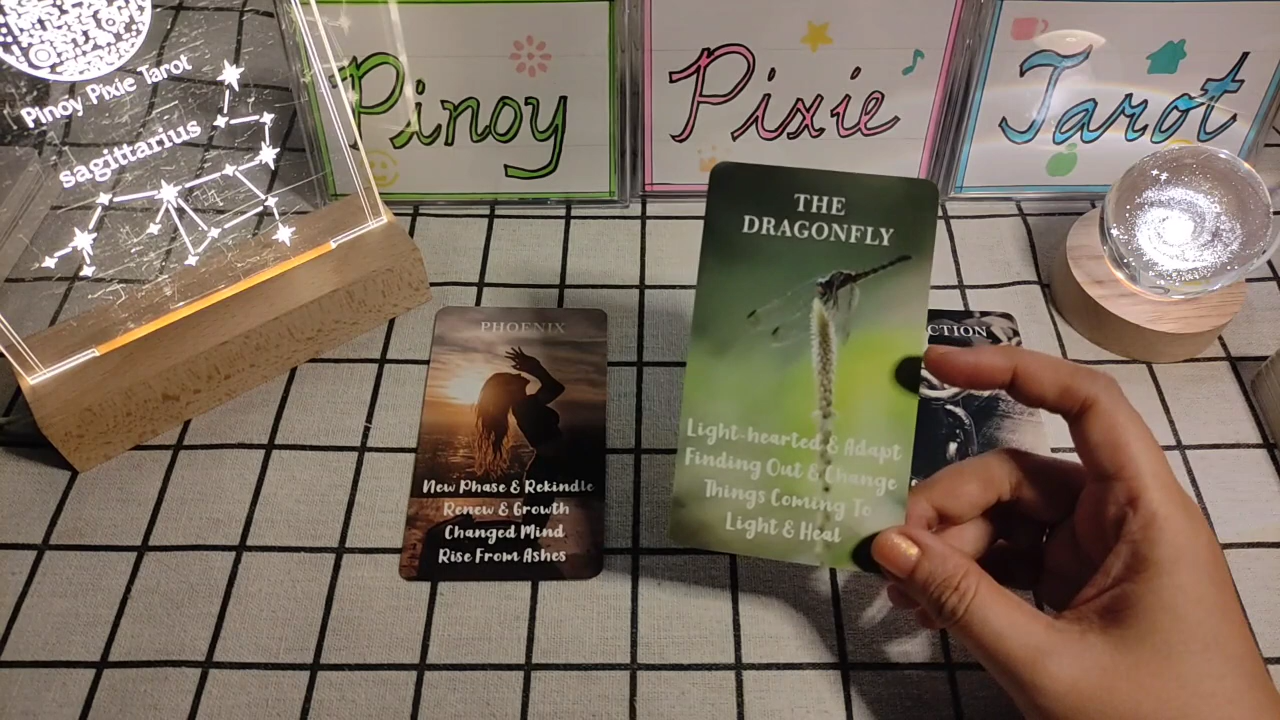 Pinoy Pixie Tarot
sagittarius
Pinoy
Pixie
Tarot
THE
DRAGONFLY
Light-hearted & Adapt
Finding Out & Change
Things Coming To
Light & Heal
PHOENIX
New Phase & Rekindle
Renew & Growth
Changed Mind
Rise From Ashes
CTION